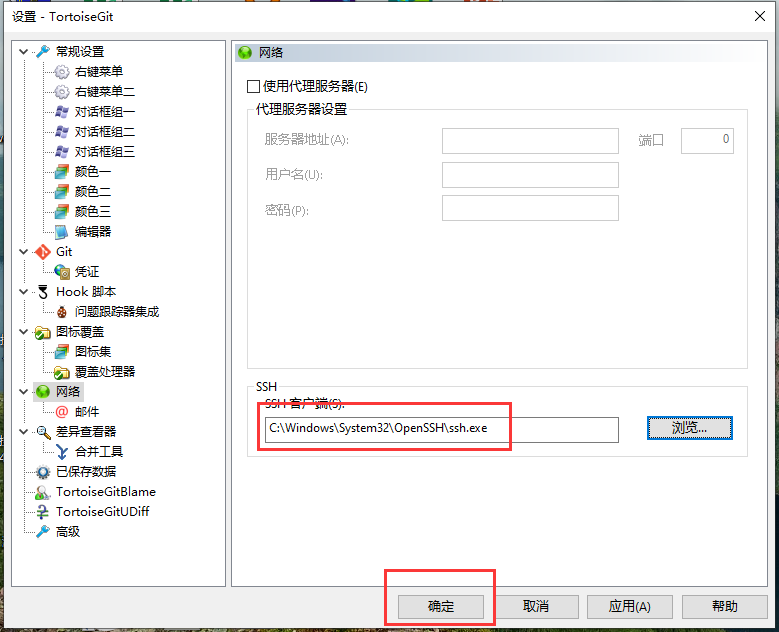 设置 - TortoiseGit
常规设置
右键菜单
右键菜单二
对话框组一
对话框组二
对话框组三
颜色一
颜色二
颜色三
编辑器
Git
凭证
Hook 脚本
问题跟踪器集成
图标覆盖
图标集
覆盖处理器
网络
邮件
差异查看器
合并工具
已保存数据
TortoiseGitBlame
TortoiseGitUDiff
高级
网络
使用代理服务器(E)
代理服务器设置
服务器地址(A):
端口
0
用户名(U):
密码(P):
SSH
SSH 客户端(S):
C:\Windows\System32\OpenSSH\ssh.exe
浏览...
确定
取消
应用(A)
帮助